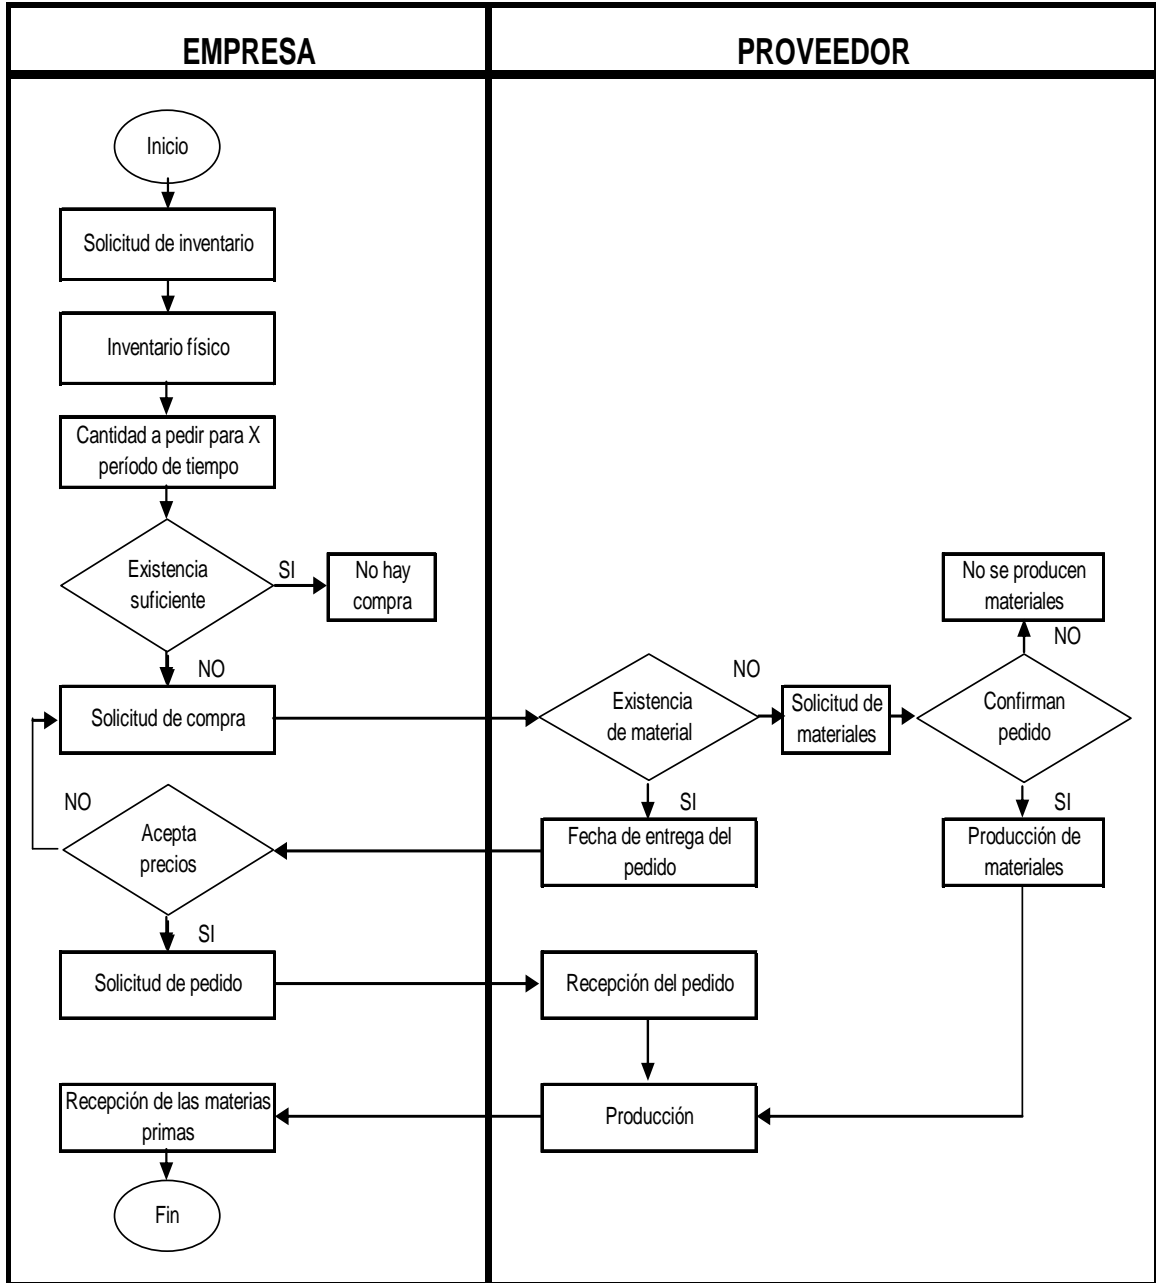 EMPRESA
PROVEEDOR
Inicio
Solicitud de inventario
Inventario físico
Cantidad a pedir para X
período de tiempo
Existencia
suficiente
SI
No hay
compra
NO
Solicitud de compra
Existencia
de material
NO
Solicitud de
materiales
Confirman
pedido
NO
No se producen
materiales
SI
Producción de
materiales
SI
Fecha de entrega del
pedido
Acepta
precios
NO
SI
Solicitud de pedido
Recepción del pedido
Producción
Recepción de las materias
primas
Fin